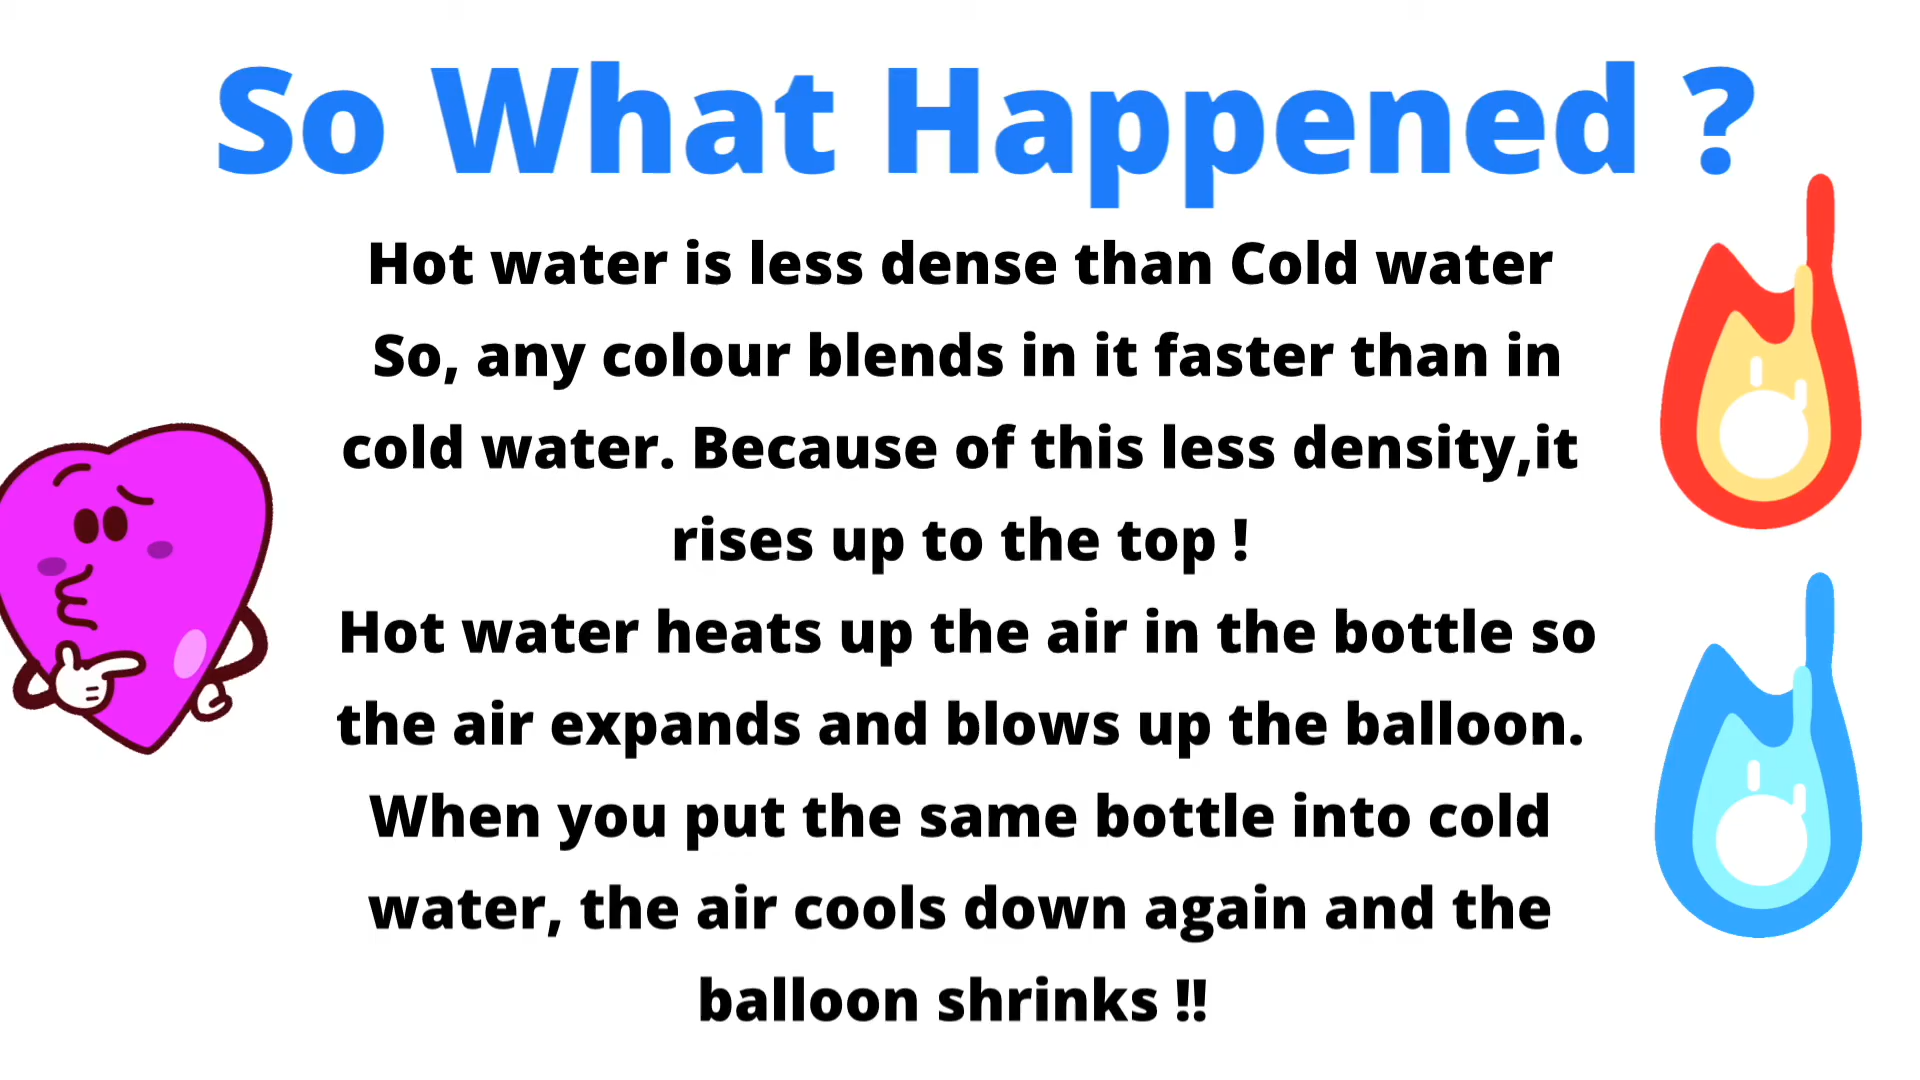 So What Happened ?
Hot water is less dense than Cold water
So, any colour blends in it faster than in
cold water. Because of this less density,it
rises up to the top !
Hot water heats up the air in the bottle so
the air expands and blows up the balloon.
When you put the same bottle into cold
water, the air cools down again and the
balloon shrinks !!